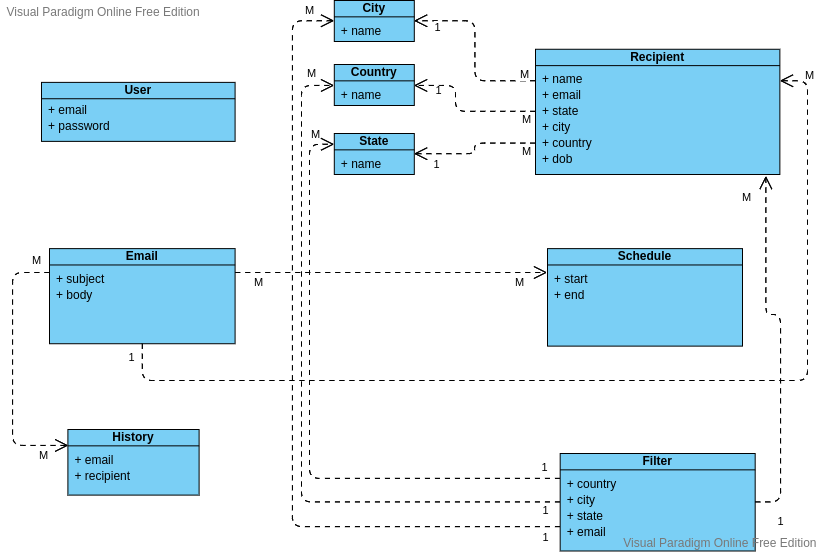 Visual Paradigm Online Free Edition
M
City
+ name
1
M
Country
+ name
1
M
State
+ name
1
Recipient
+ name
+ email
+ state
+ city
+ country
+ dob
M
M
M
M
M
User
+ email
+ password
M
Email
+ subject
+ body
M
1
M
Schedule
+ start
+ end
M
History
+ email
+ recipient
1
1
1
Filter
+ country
+ city
+ state
+ email
1
Visual Paradigm Online Free Edition